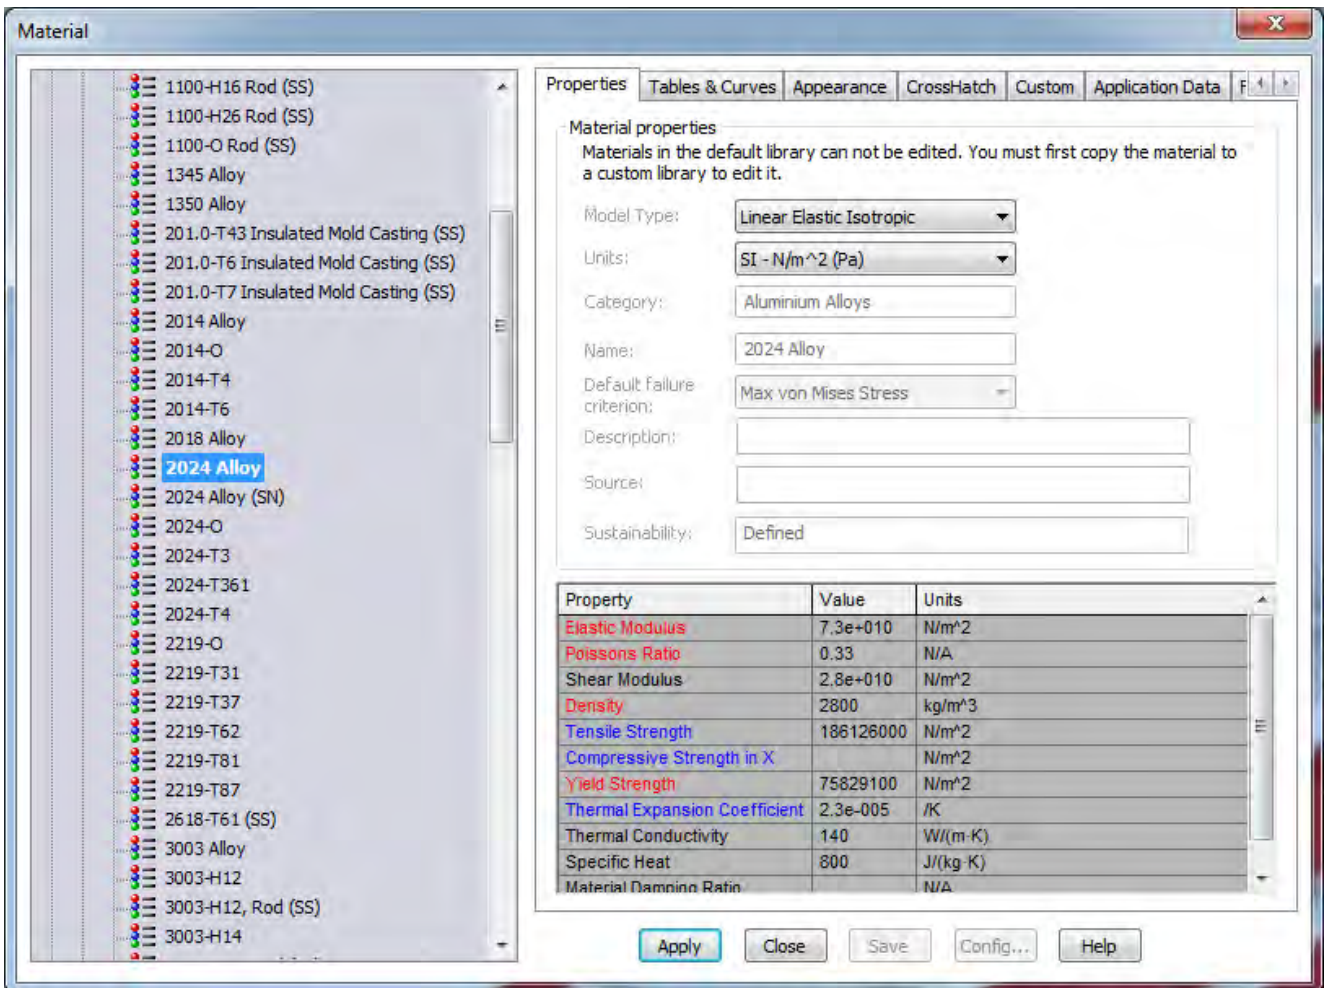 Material
1100-H16 Rod (SS)
1100-H26 Rod (SS)
1100-O Rod (SS)
1345 Alloy
1350 Alloy
201.0-T43 Insulated Mold Casting (SS)
201.0-T6 Insulated Mold Casting (SS)
201.0-T7 Insulated Mold Casting (SS)
2014 Alloy
2014-O
2014-T4
2014-T6
2018 Alloy
2024 Alloy
2024 Alloy (SN)
2024-O
2024-T3
2024-T361
2024-T4
2219-O
2219-T31
2219-T37
2219-T62
2219-T81
2219-T87
2618-T61 (SS)
3003 Alloy
3003-H12
3003-H12, Rod (SS)
3003-H14
Properties Tables & Curves Appearance CrossHatch Custom Application Data
Material properties
Materials in the default library can not be edited. You must first copy the material to
a custom library to edit it.
Model Type: Linear Elastic Isotropic
Units: SI - N/m^2 (Pa)
Category: Aluminium Alloys
Name: 2024 Alloy
Default failure
criterion: Max von Mises Stress
Description:
Source:
Sustainability: Defined
Property Value Units
Elastic Modulus 7.3e+010 N/m^2
Poissons Ratio 0.33 N/A
Shear Modulus 2.8e+010 N/m^2
Density 2800 kg/m^3
Tensile Strength 186126000 N/m^2
Compressive Strength in X N/m^2
Yield Strength 75829100 N/m^2
Thermal Expansion Coefficient 2.3e-005 /K
Thermal Conductivity 140 W/(m·K)
Specific Heat 800 J/(kg·K)
Material Damping Ratio N/A
Apply Close Save Config... Help